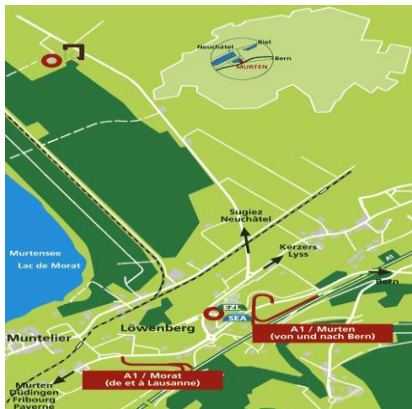 Neuchâtel
Biel
Bern
MURTEN
Sugiez
Neuchâtel
Kerzers
Lyss
Murtensee
Lac de Morat
A1
Bern
EZL
SEA
Löwenberg
Muntelier
A1 / Murten
(von und nach Bern)
A1 / Morat
(de et à Lausanne)
Murten
Düdingen
Fribourg
Payerne